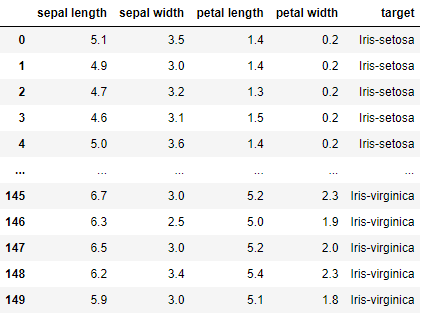 sepal length sepal width petal length petal width target
0 5.1 3.5 1.4 0.2 Iris-setosa
1 4.9 3.0 1.4 0.2 Iris-setosa
2 4.7 3.2 1.3 0.2 Iris-setosa
3 4.6 3.1 1.5 0.2 Iris-setosa
4 5.0 3.6 1.4 0.2 Iris-setosa
... ... ... ... ... ...
145 6.7 3.0 5.2 2.3 Iris-virginica
146 6.3 2.5 5.0 1.9 Iris-virginica
147 6.5 3.0 5.2 2.0 Iris-virginica
148 6.2 3.4 5.4 2.3 Iris-virginica
149 5.9 3.0 5.1 1.8 Iris-virginica